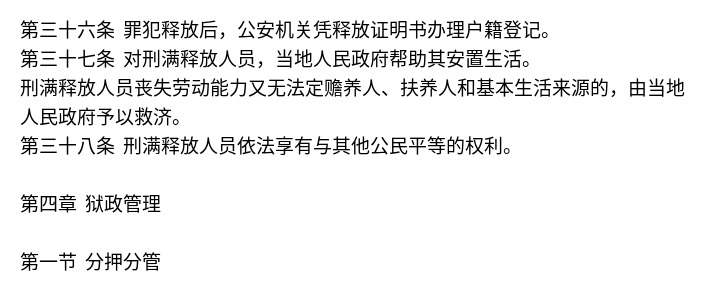 第三十六条 罪犯释放后，公安机关凭释放证明书办理户籍登记。
第三十七条 对刑满释放人员，当地人民政府帮助其安置生活。
刑满释放人员丧失劳动能力又无法定赡养人、扶养人和基本生活来源的，由当地
人民政府予以救济。
第三十八条 刑满释放人员依法享有与其他公民平等的权利。
第四章 狱政管理
第一节 分押分管